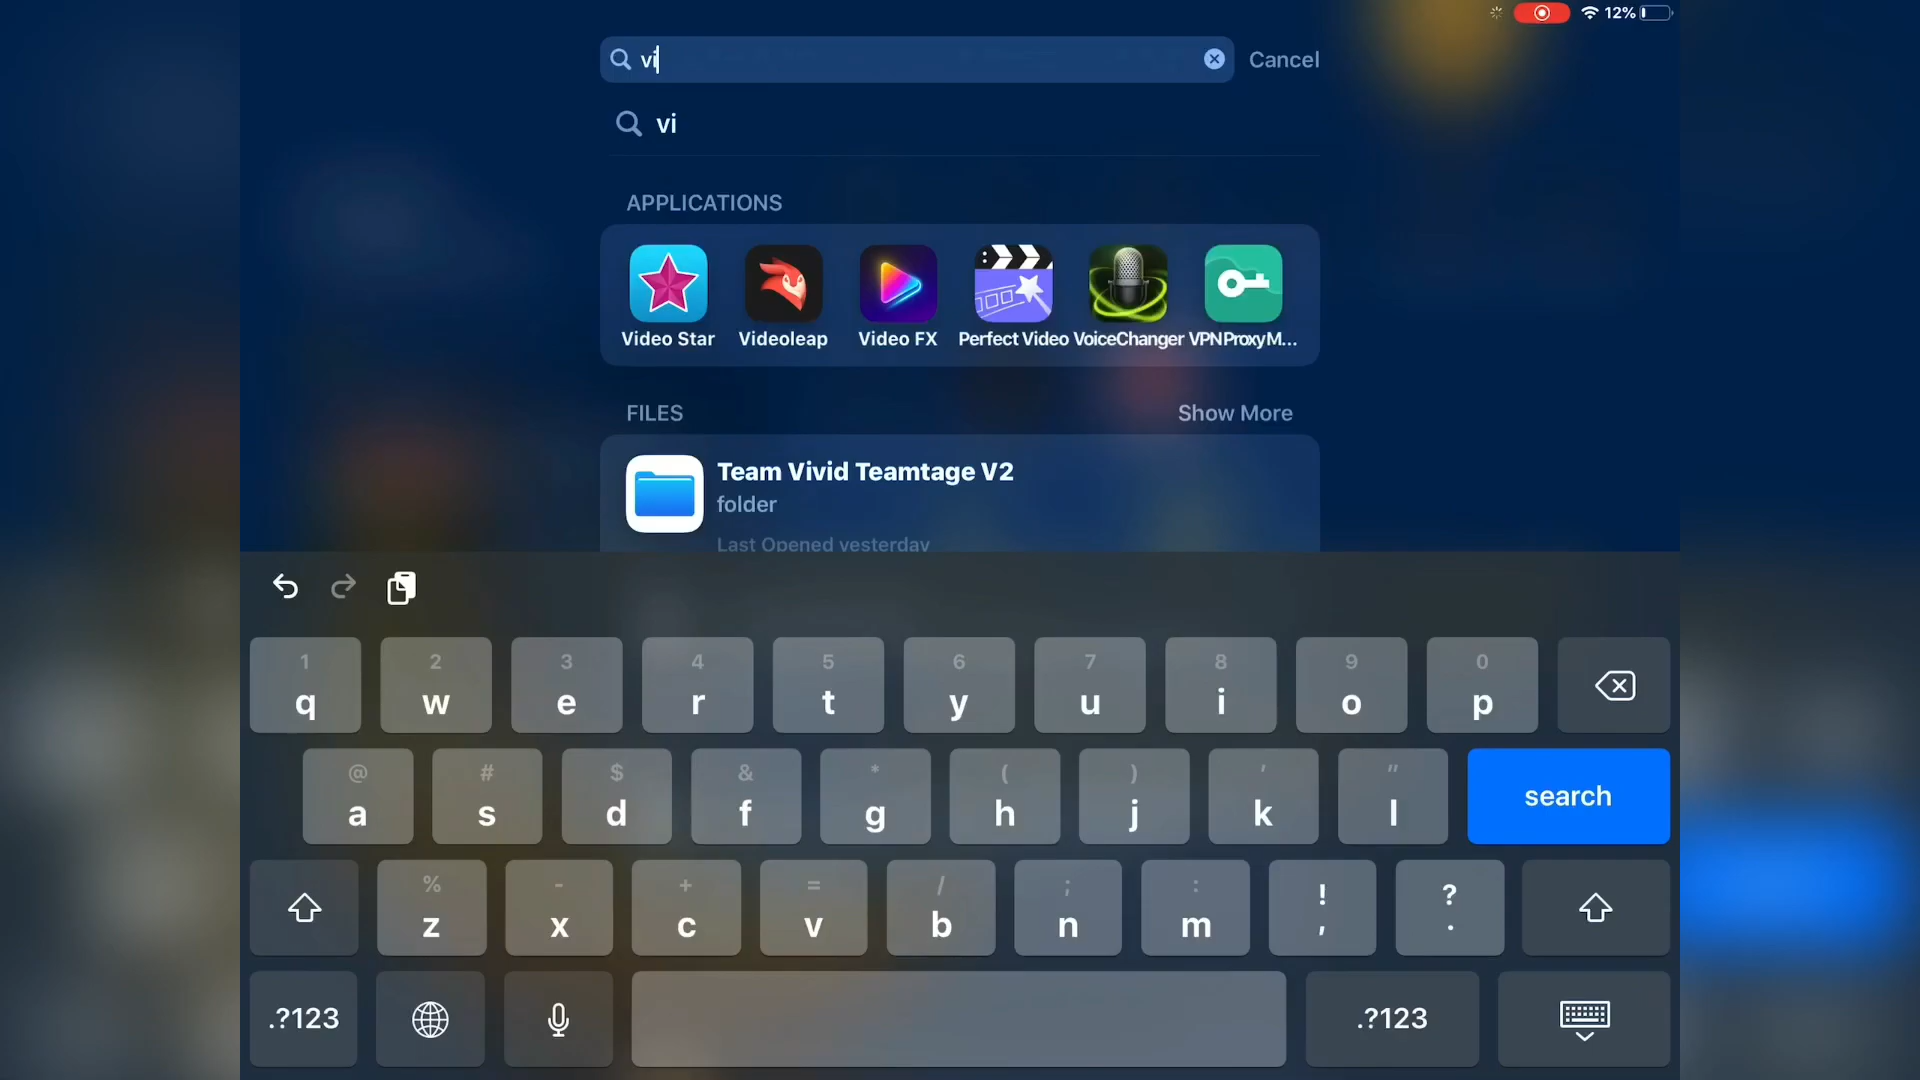 12%
vi
Cancel
vi
APPLICATIONS
Video Star
Videoleap
Video FX
Perfect Video
VoiceChanger
VPNProxyM...
FILES
Show More
Team Vivid Teamtage V2
folder
Last Opened yesterday
1 2 3 4 5 6 7 8 9 0
q w e r t y u i o p
@ # $ & * ( ) ' "
a s d f g h j k l search
% - + = / ; : ! ?
z x c v b n m , .
.?123 .?123